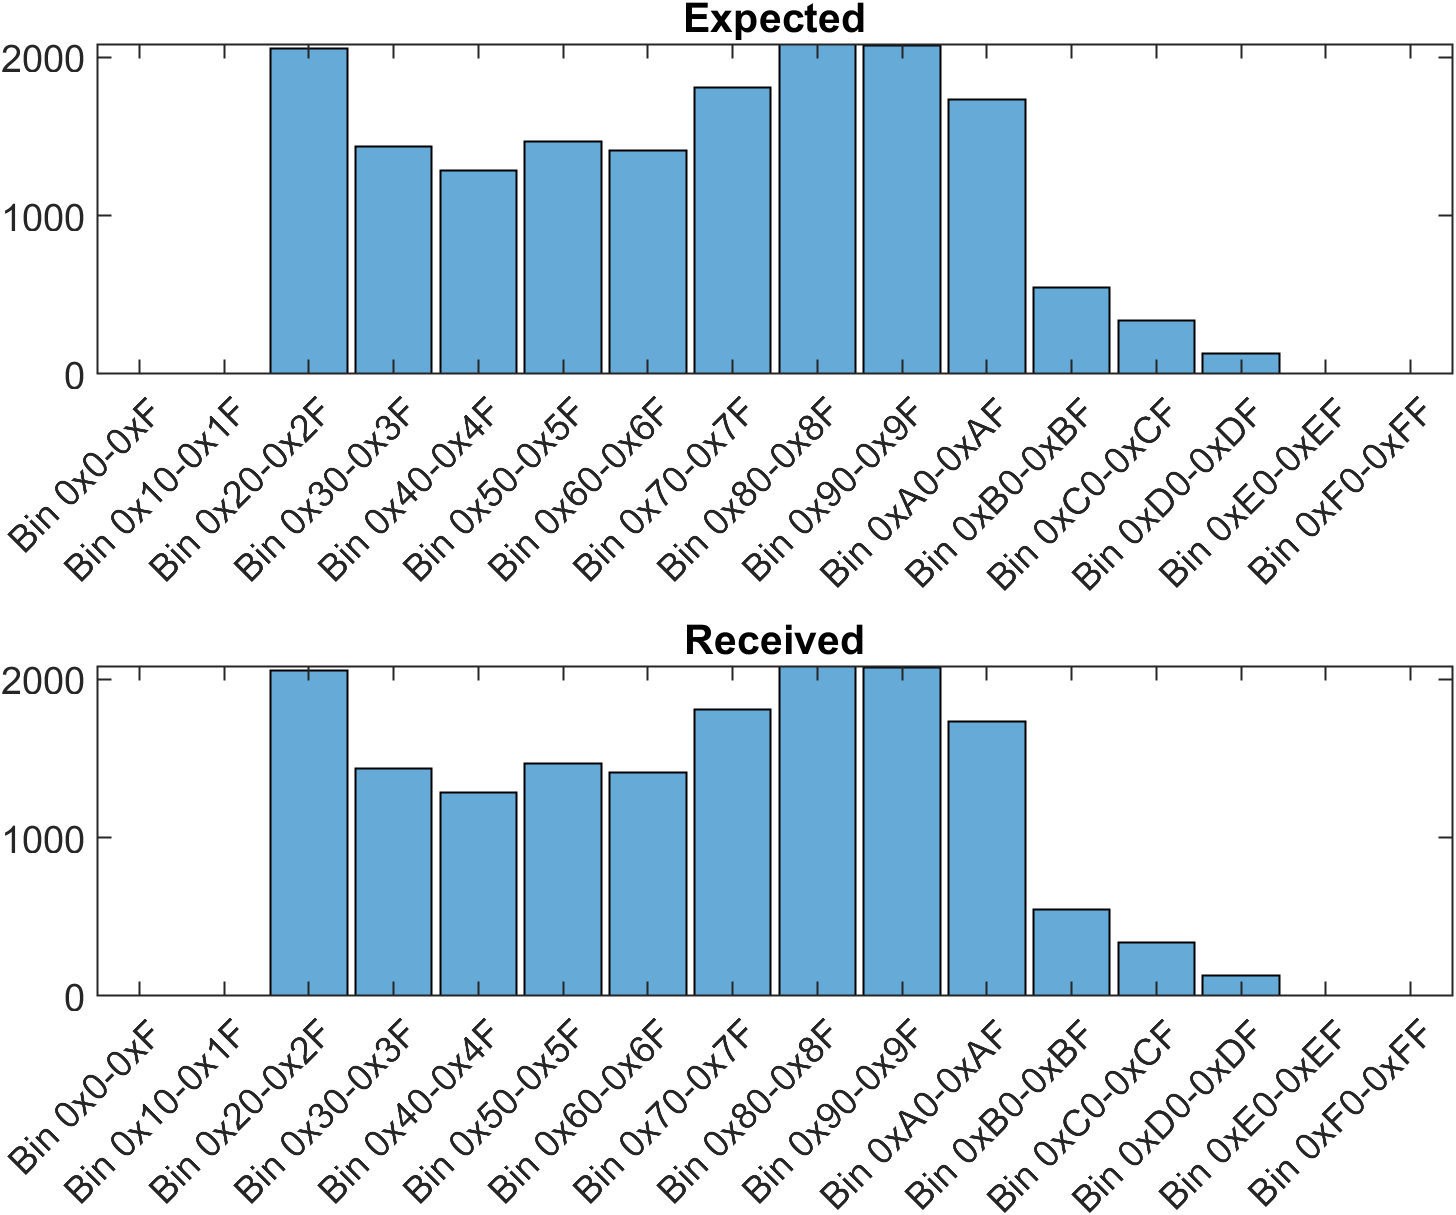 Expected
2000
1000
0
Bin 0x0-0xF
Bin 0x10-0x1F
Bin 0x20-0x2F
Bin 0x30-0x3F
Bin 0x40-0x4F
Bin 0x50-0x5F
Bin 0x60-0x6F
Bin 0x70-0x7F
Bin 0x80-0x8F
Bin 0x90-0x9F
Bin 0xA0-0xAF
Bin 0xB0-0xBF
Bin 0xC0-0xCF
Bin 0xD0-0xDF
Bin 0xE0-0xEF
Bin 0xF0-0xFF
Received
2000
1000
0
Bin 0x0-0xF
Bin 0x10-0x1F
Bin 0x20-0x2F
Bin 0x30-0x3F
Bin 0x40-0x4F
Bin 0x50-0x5F
Bin 0x60-0x6F
Bin 0x70-0x7F
Bin 0x80-0x8F
Bin 0x90-0x9F
Bin 0xA0-0xAF
Bin 0xB0-0xBF
Bin 0xC0-0xCF
Bin 0xD0-0xDF
Bin 0xE0-0xEF
Bin 0xF0-0xFF